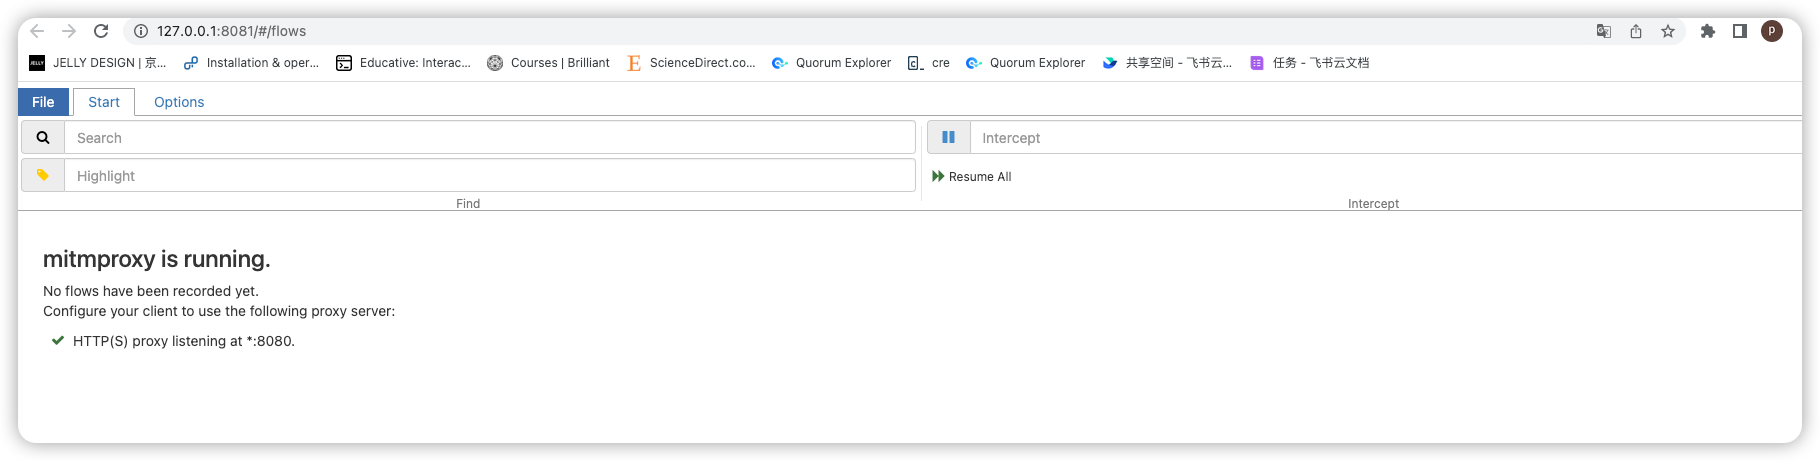 127.0.0.1:8081/#/flows
P
JELLY JELLY DESIGN | 京... Installation & oper... Educative: Interac... Courses | Brilliant ScienceDirect.co... Quorum Explorer cre Quorum Explorer 共享空间 - 飞书云... 任务 - 飞书云文档
File Start Options
Search Intercept
Highlight Resume All
Find Intercept
mitmproxy is running.
No flows have been recorded yet.
Configure your client to use the following proxy server:
HTTP(S) proxy listening at *:8080.